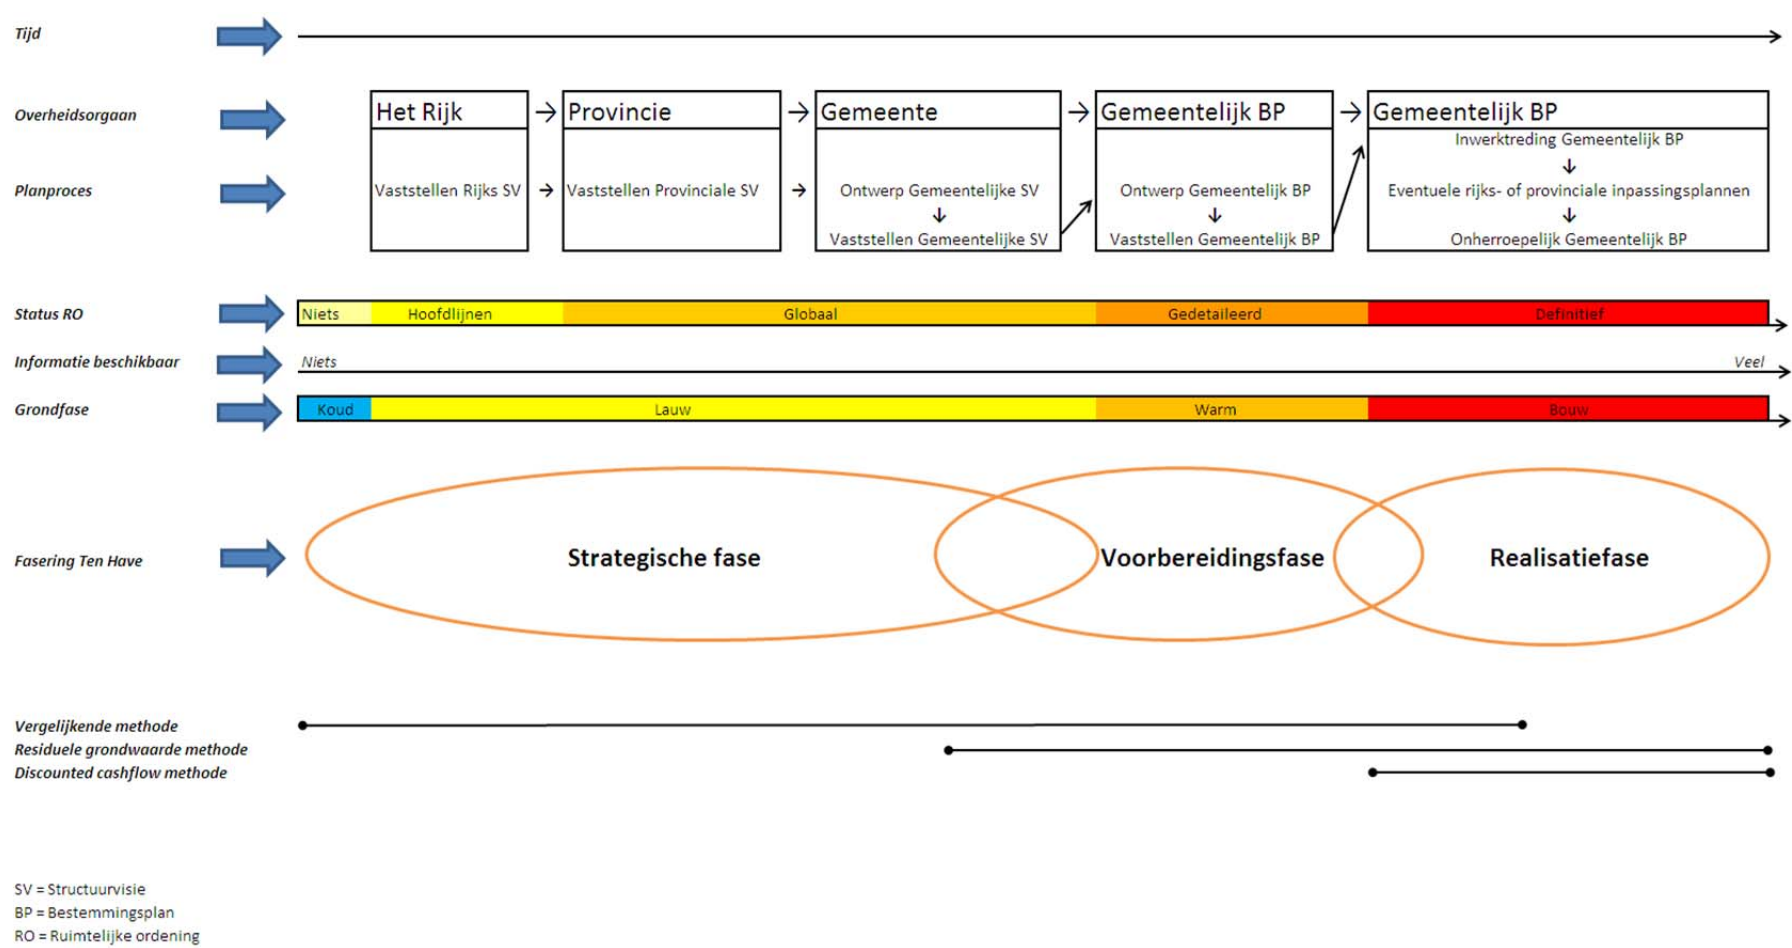 Tijd
Overheidsorgaan
Het Rijk → Provincie → Gemeente → Gemeentelijk BP → Gemeentelijk BP
Inwerktreding Gemeentelijk BP
↓
Planproces
Vaststellen Rijks SV → Vaststellen Provinciale SV → Ontwerp Gemeentelijke SV Ontwerp Gemeentelijk BP Eventuele rijks- of provinciale inpassingsplannen
↓ ↓ ↓
Vaststellen Gemeentelijke SV Vaststellen Gemeentelijk BP Onherroepelijk Gemeentelijk BP
Status RO
Niets Hoofdlijnen Globaal Gedetaileerd Definitief
Informatie beschikbaar
Niets Veel
Grondfase
Koud Lauw Warm Bouw
Fasering Ten Have
Strategische fase Voorbereidingsfase Realisatiefase
Vergelijkende methode
Residuele grondwaarde methode
Discounted cashflow methode
SV = Structuurvisie
BP = Bestemmingsplan
RO = Ruimtelijke ordening